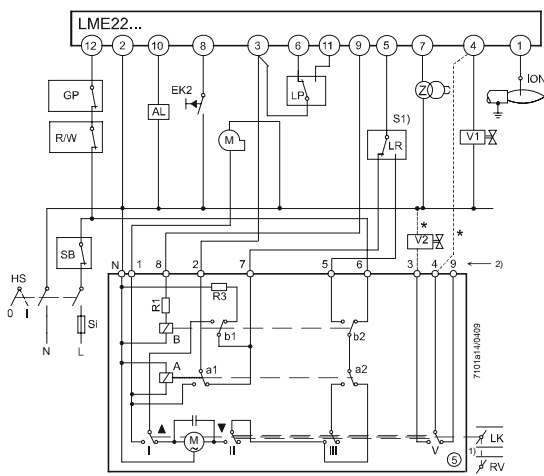 LME22...
12 2 10 8 3 6 11 9 5 7 4 1
ION
GP
EK2
LP
Z
AL
S1)
R/W
M
LR
V1
*
*
V2
SB
N 1 8 2 7 5 6 3 4 9 2)
HS
0 I
Si
R1
R3
B
b1
b2
N L
A
a1
a2
7101a14/0409
I
M
II
III
V
LK
1)
5
RV